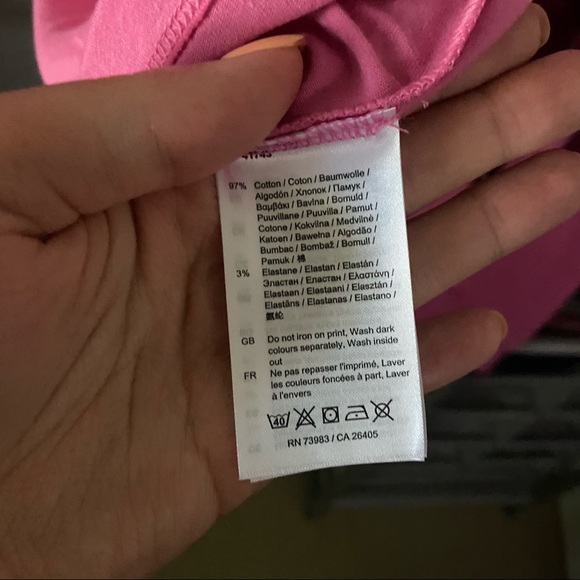 41743
97% Cotton / Coton / Baumwolle /
Algodón / Хлопок / Памук /
Βαμβάκι / Bavlna / Bomuld /
Puuvillane / Puuvilla / Pamut /
Cotone / Kokvilna / Medvilnė /
Katoen / Bawełna / Algodão /
Bumbac / Bombaž / Bomull /
Pamuk / 棉
3% Elastane / Elastan / Elastán /
Эластан / Еластан / Ελαστάνη /
Elastaan / Elastaani / Elasztán /
Elastāns / Elastanas / Elastano /
氨纶
GB Do not iron on print, Wash dark
colours separately, Wash inside
out
FR Ne pas repasser l'imprimé, Laver
les couleurs foncées à part, Laver
à l'envers
40
RN 73983 / CA 26405